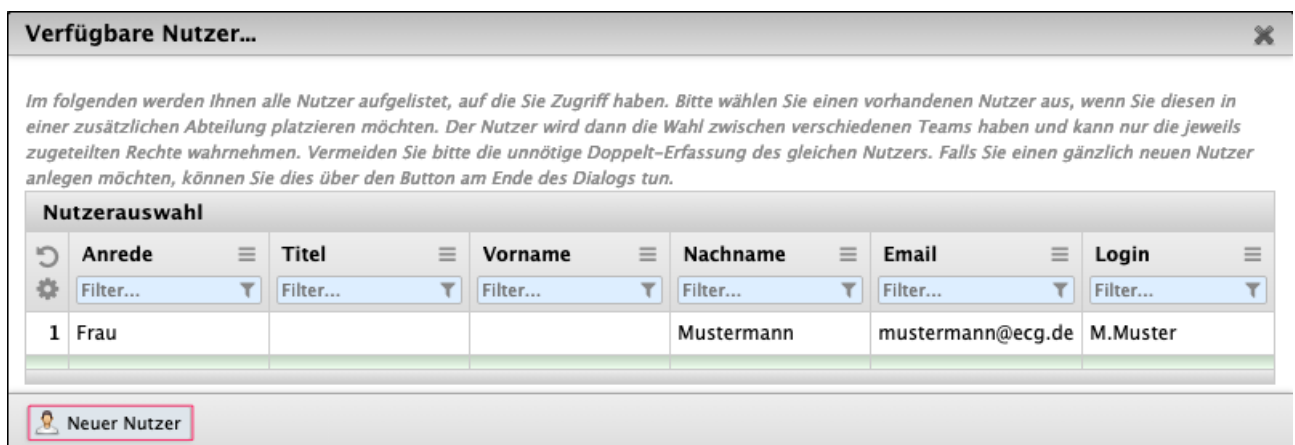 Verfügbare Nutzer...
Im folgenden werden Ihnen alle Nutzer aufgelistet, auf die Sie Zugriff haben. Bitte wählen Sie einen vorhandenen Nutzer aus, wenn Sie diesen in
einer zusätzlichen Abteilung platzieren möchten. Der Nutzer wird dann die Wahl zwischen verschiedenen Teams haben und kann nur die jeweils
zugeteilten Rechte wahrnehmen. Vermeiden Sie bitte die unnötige Doppelt-Erfassung des gleichen Nutzers. Falls Sie einen gänzlich neuen Nutzer
anlegen möchten, können Sie dies über den Button am Ende des Dialogs tun.
Nutzerauswahl
Anrede Titel Vorname Nachname Email Login
Filter... Filter... Filter... Filter... Filter... Filter...
1 Frau Mustermann mustermann@ecg.de M.Muster
Neuer Nutzer